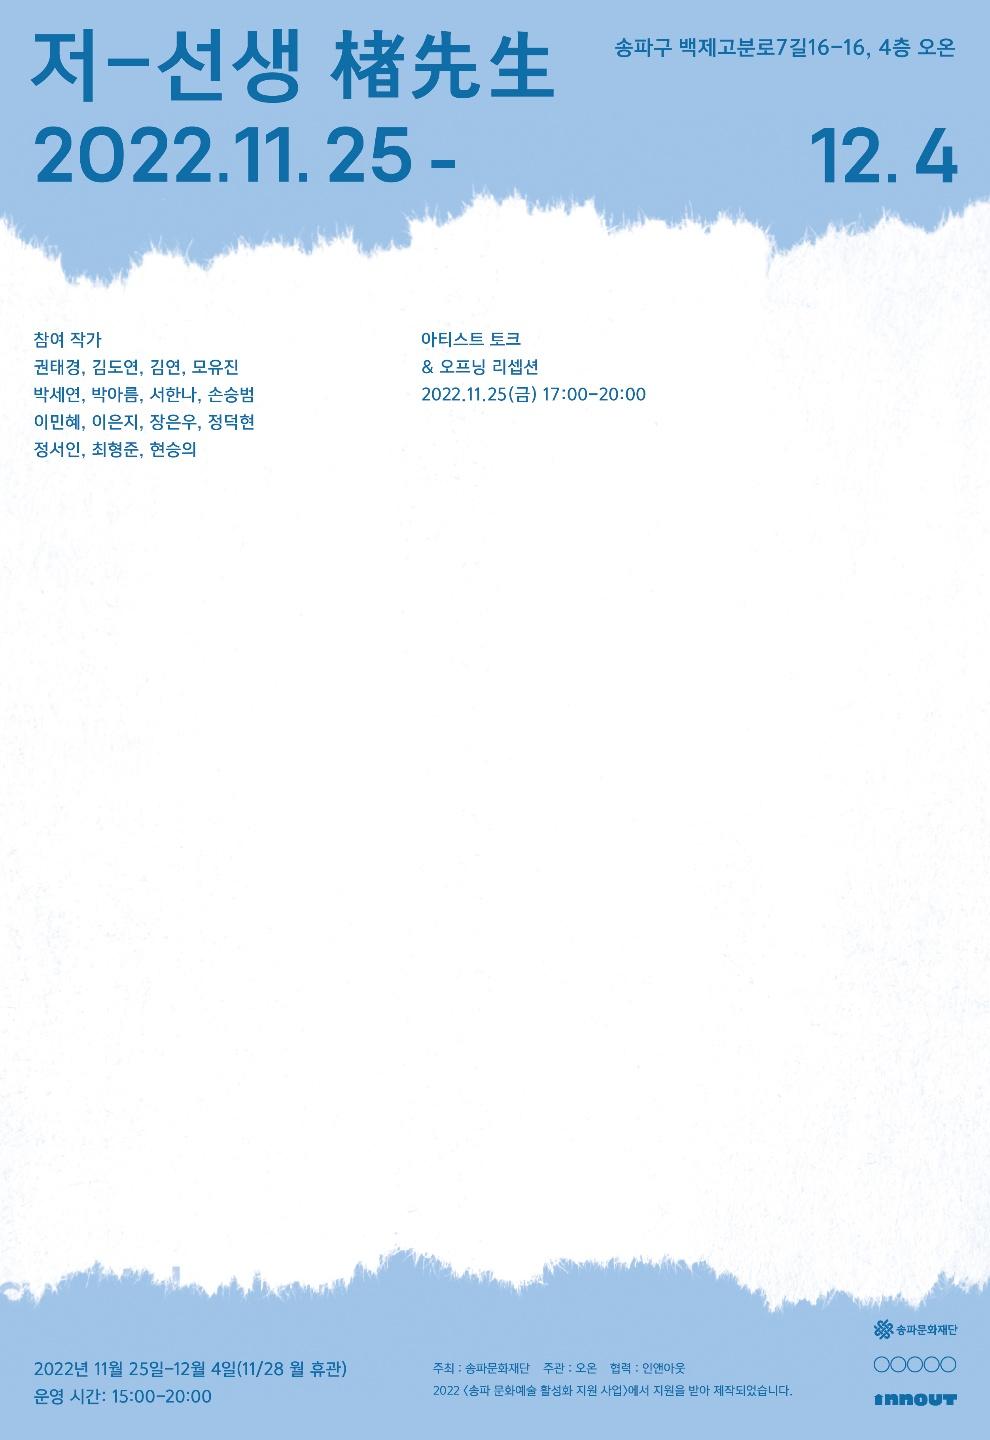 저-선생 楮先生
송파구 백제고분로7길16-16, 4층 오온
2022.11. 25 - 12. 4
참여 작가
권태경, 김도연, 김연, 모유진
박세연, 박아름, 서한나, 손승범
이민혜, 이은지, 장은우, 정덕현
정서인, 최형준, 현승의
아티스트 토크
& 오프닝 리셉션
2022.11.25(금) 17:00-20:00
2022년 11월 25일-12월 4일(11/28 월 휴관)
운영 시간: 15:00-20:00
주최 : 송파문화재단 주관 : 오온 협력 : 인앤아웃
2022 〈송파 문화예술 활성화 지원 사업〉에서 지원을 받아 제작되었습니다.
송파문화재단
innout